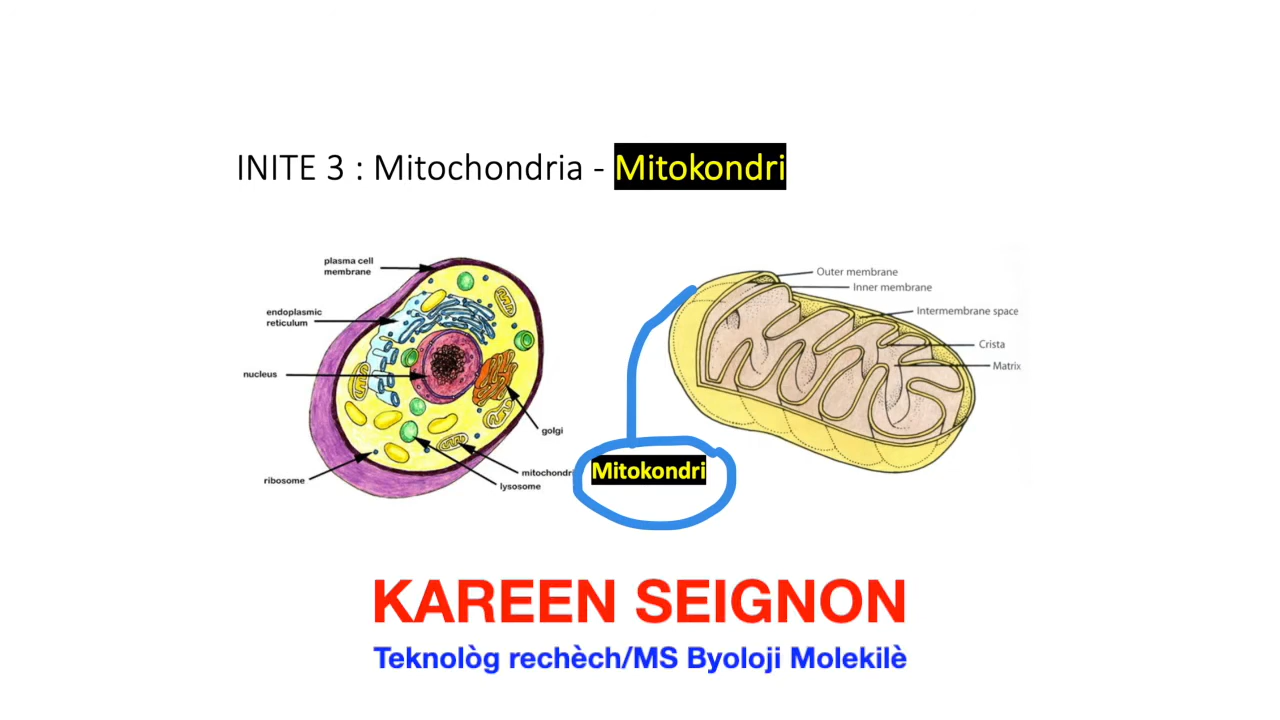 INITE 3 : Mitochondria - Mitokondri
plasma cell
membrane
endoplasmic
reticulum
nucleus
ribosome
golgi
mitochondri
lysosome
Mitokondri
Outer membrane
Inner membrane
Intermembrane space
Crista
Matrix
KAREEN SEIGNON
Teknològ rechèch/MS Byoloji Molekilè